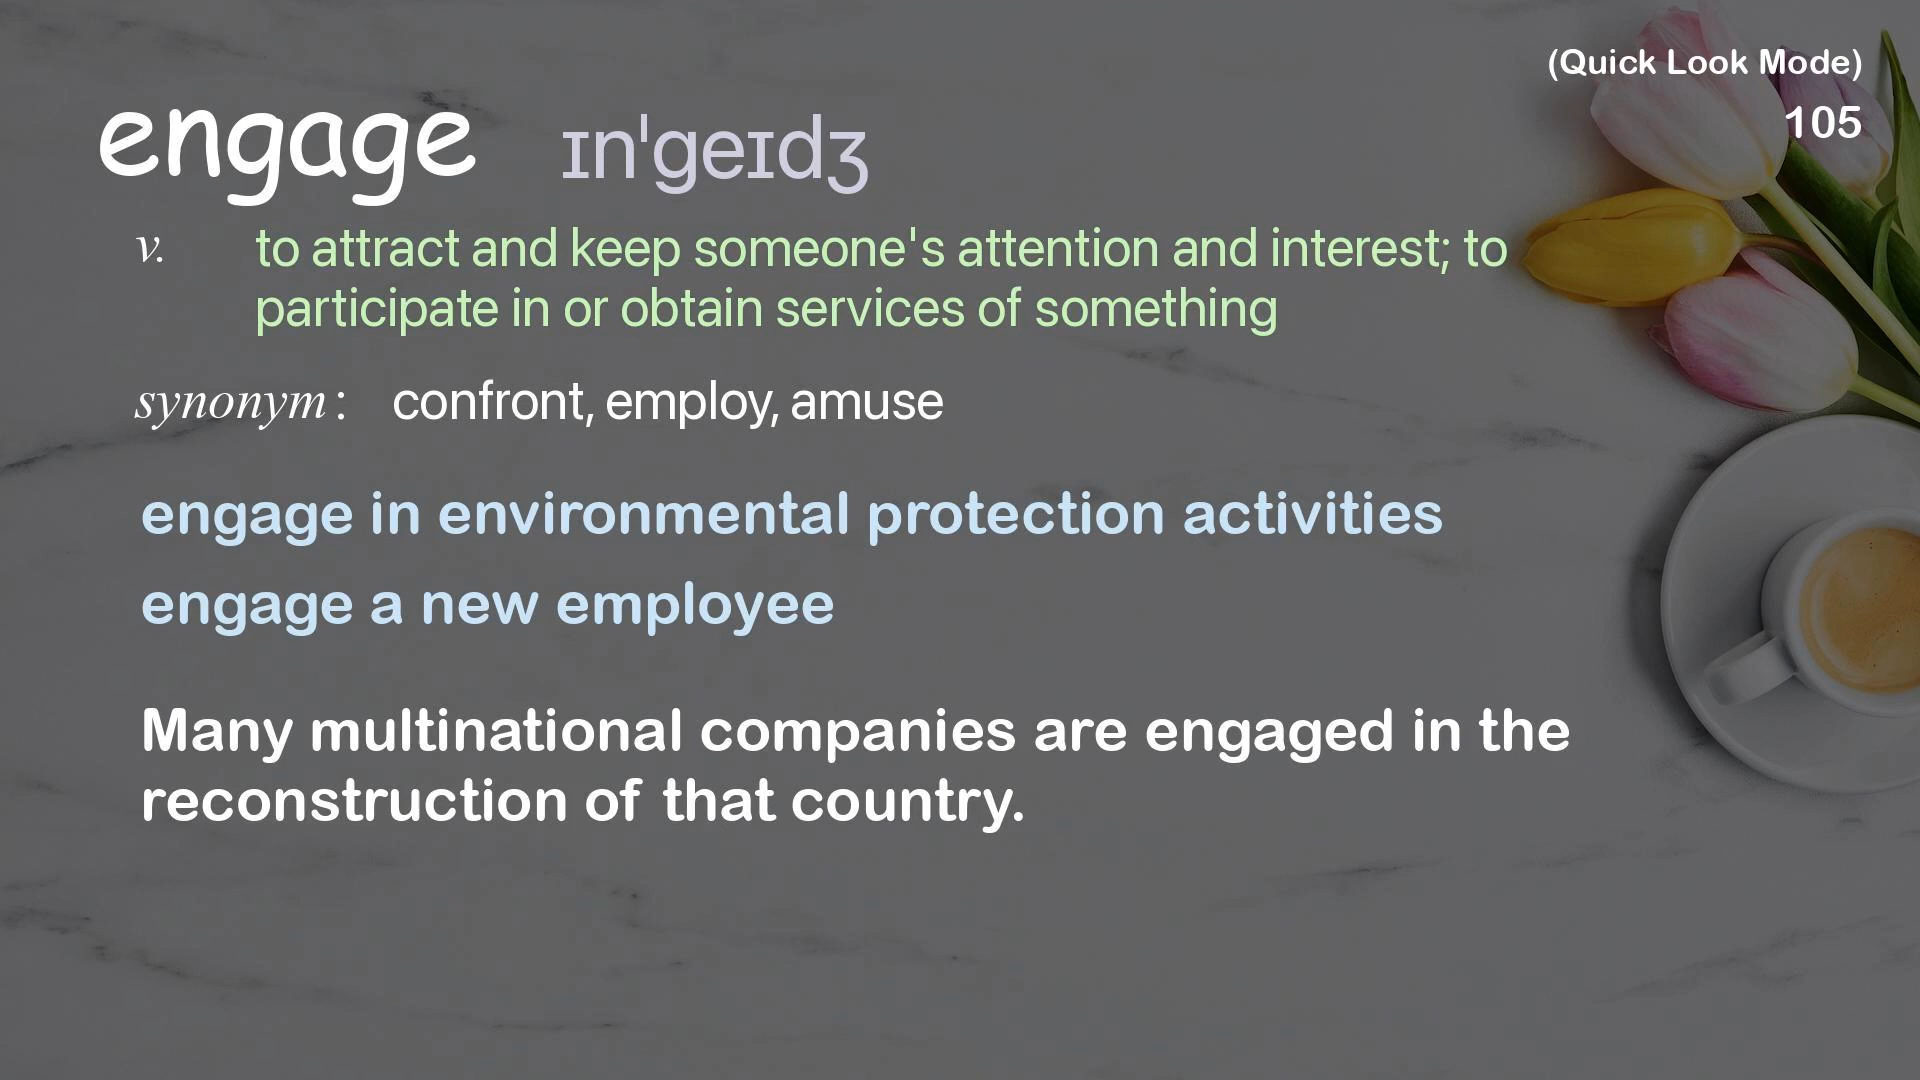 (Quick Look Mode)
105
engage ɪnˈgeɪdʒ
v. to attract and keep someone's attention and interest; to
participate in or obtain services of something
synonym : confront, employ, amuse
engage in environmental protection activities
engage a new employee
Many multinational companies are engaged in the
reconstruction of that country.